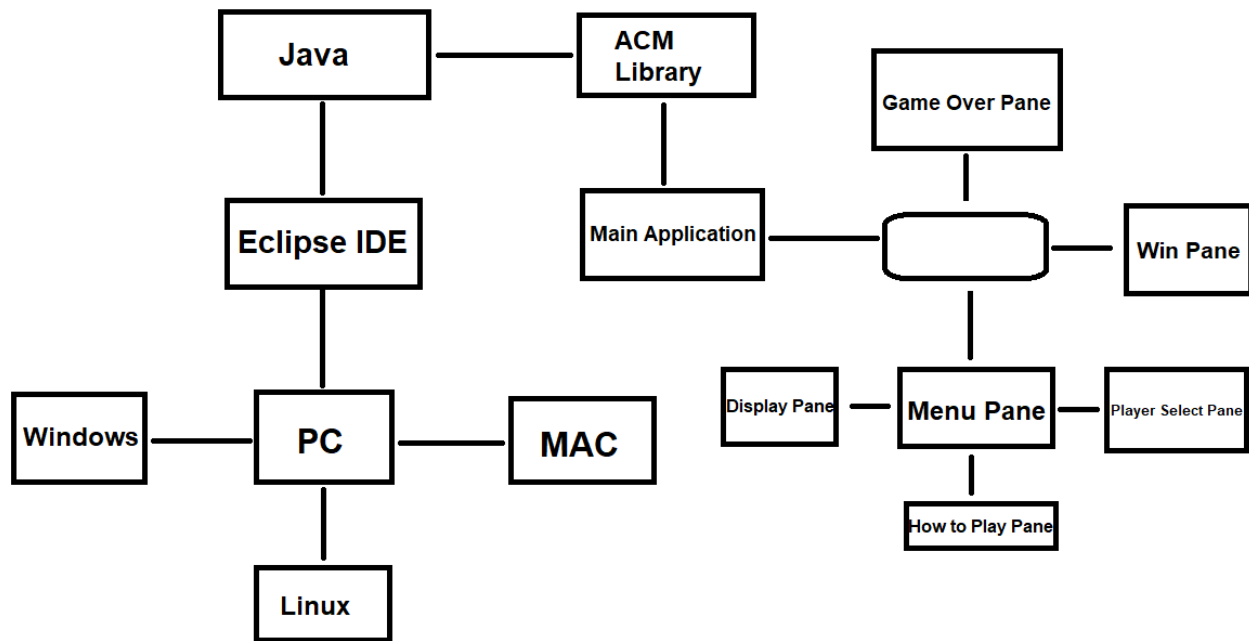 Java
ACM
Library
Game Over Pane
Eclipse IDE
Main Application
Win Pane
Display Pane
Menu Pane
Player Select Pane
Windows
PC
MAC
How to Play Pane
Linux